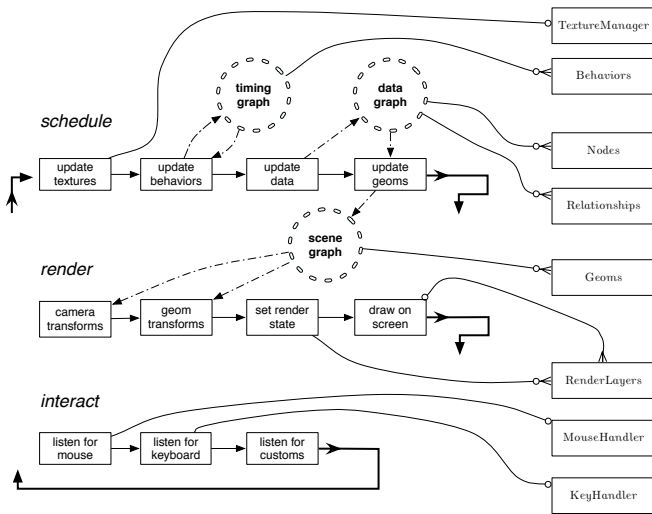 TextureManager
Behaviors
timing
graph
data
graph
schedule
Nodes
update
textures
update
behaviors
update
data
update
geoms
Relationships
scene
graph
render
Geoms
camera
transforms
geom
transforms
set render
state
draw on
screen
RenderLayers
interact
MouseHandler
listen for
mouse
listen for
keyboard
listen for
customs
KeyHandler